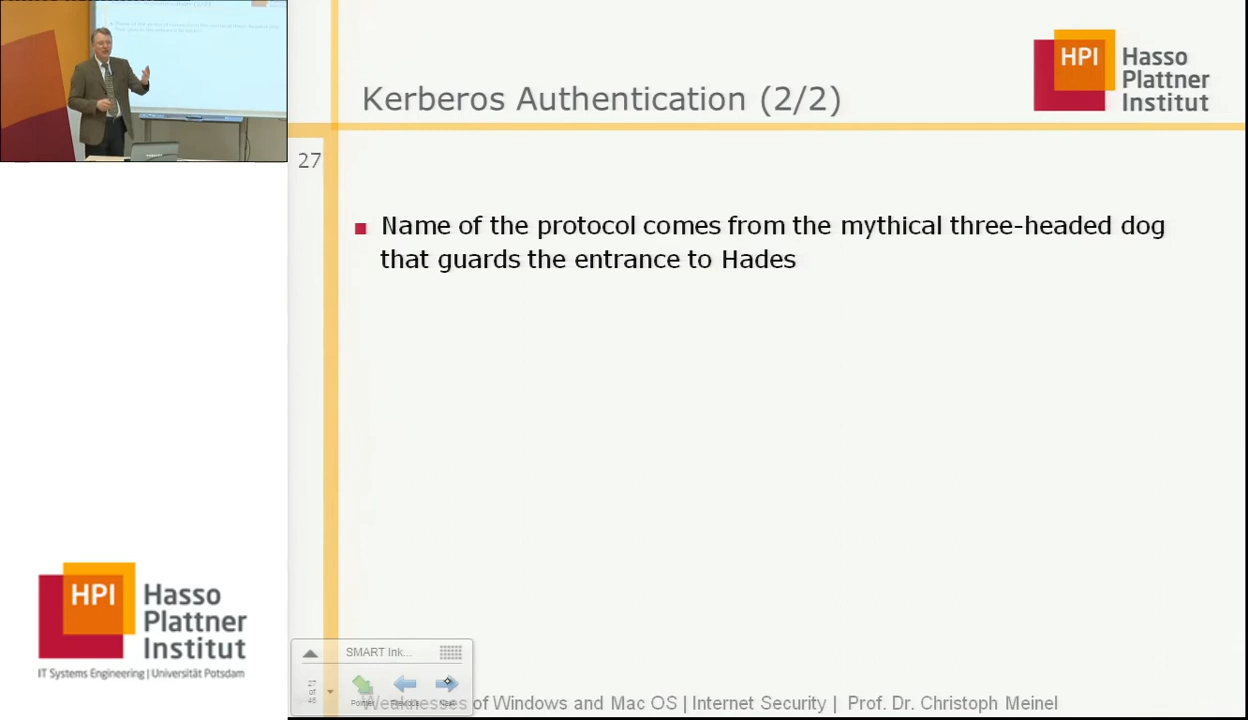 Kerberos Authentication (2/2)
HPI Hasso
Plattner
Institut
27
Name of the protocol comes from the mythical three-headed dog
that guards the entrance to Hades
HPI Hasso
Plattner
Institut
IT Systems Engineering | Universität Potsdam
SMART Ink...
Weaknesses of Windows and Mac OS | Internet Security | Prof. Dr. Christoph Meinel